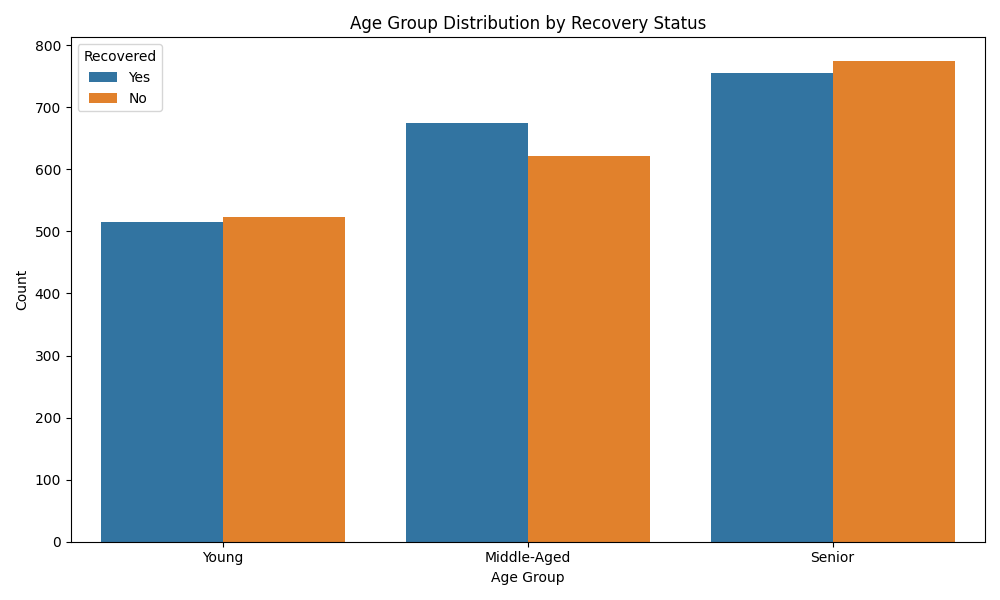 Age Group Distribution by Recovery Status
Recovered
Yes
No
800
700
600
500
400
300
200
100
0
Count
Young
Middle-Aged
Senior
Age Group